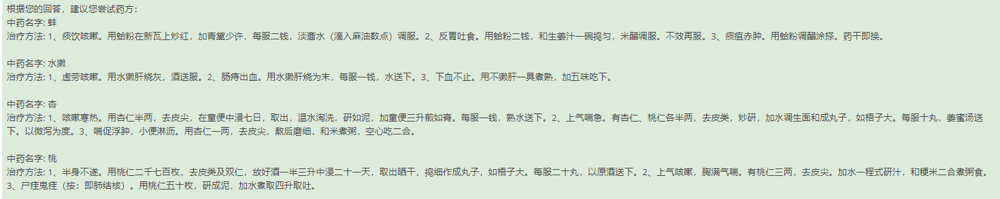 根据您的回答，建议您尝试药方：
中药名字: 蚌
治疗方法: 1、痰饮咳嗽。用蛤粉在新瓦上炒红，加青黛少许，每服二钱，淡齑水（滴入麻油数点）调服。2、反胃吐食。用蛤粉二钱，和生姜汁一碗捣匀，米醋调服。不效再服。3、痰疽赤肿。用蛤粉调醋涂搽。药干即换。
中药名字: 水獭
治疗方法: 1、虚劳咳嗽。用水獭肝烧灰，酒送服。2、肠痔出血。用水獭肝烧为末，每服一钱，水送下。3、下血不止。用不獭肝一具煮熟，加五味吃下。
中药名字: 杏
治疗方法: 1、咳嗽寒热。用杏仁半两，去皮尖，在童便中浸七日，取出，温水淘洗，研如泥，加童便三升煎如膏。每服一钱，熟水送下。2、上气喘急。有杏仁、桃仁各半两，去皮类，炒研，加水调生面和成丸子，如梧子大。每服十丸，姜蜜汤送
下。以微泻为度。3、喘促浮肿，小便淋沥。用杏仁一两，去皮尖，熬后磨细，和米煮粥，空心吃二合。
中药名字: 桃
治疗方法: 1、半身不遂。用桃仁二千七百枚，去皮类及双仁，放好酒一半三升中浸二十一天，取出晒干，捣细作成丸子，如梧子大。每服二十丸，以原酒送下。2、上气咳嗽，胸满气喘。有桃仁三两，去皮尖。加水一程式研汁，和粳米二合煮粥食。
3、尸疰鬼疰（按：即肺结核）。用桃仁五十枚，研成泥，加水煮取四升取吐。